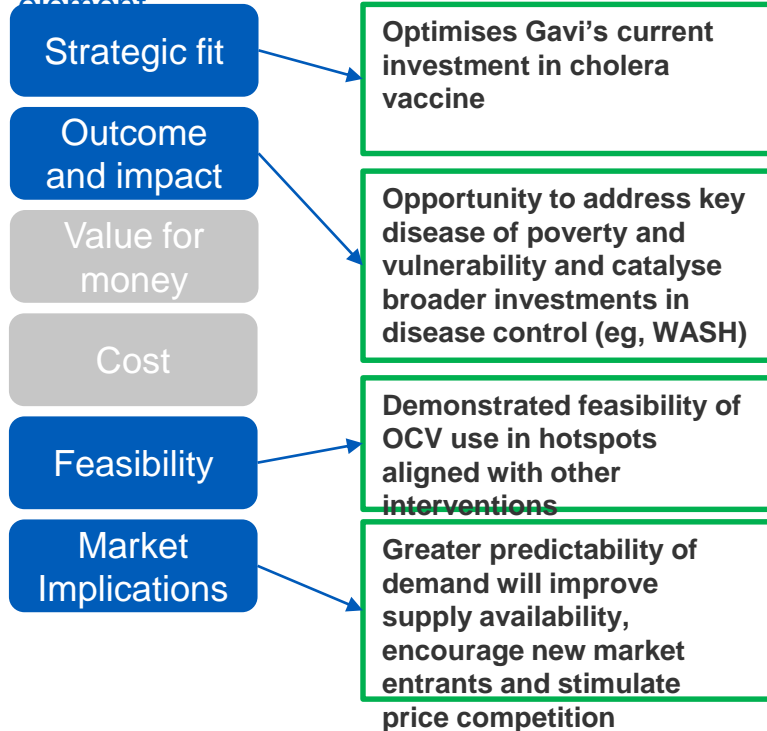 element
Strategic fit
Optimises Gavi's current
investment in cholera
vaccine
Outcome
and impact
Opportunity to address key
disease of poverty and
vulnerability and catalyse
broader investments in
disease control (eg, WASH)
Value for
money
Cost
Feasibility
Demonstrated feasibility of
OCV use in hotspots
aligned with other
interventions
Market
Implications
Greater predictability of
demand will improve
supply availability,
encourage new market
entrants and stimulate
price competition